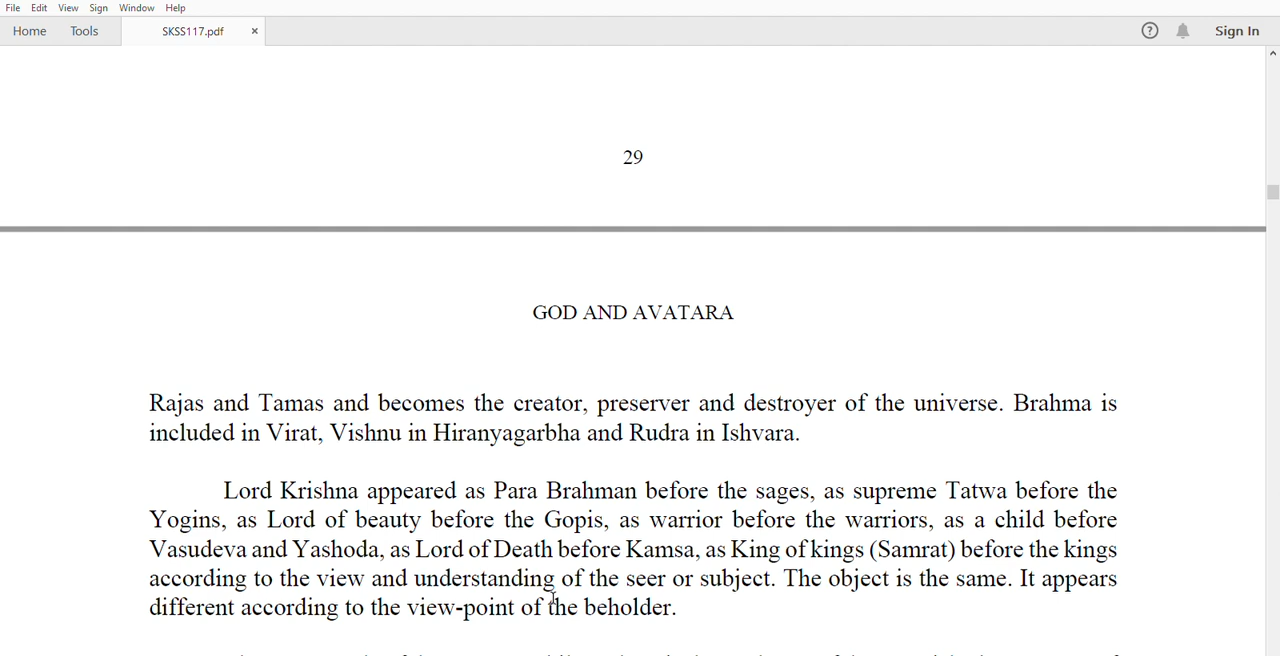 File Edit View Sign Window Help
Home Tools SKSS117.pdf × ? Sign In
29
GOD AND AVATARA
Rajas and Tamas and becomes the creator, preserver and destroyer of the universe. Brahma is
included in Virat, Vishnu in Hiranyagarbha and Rudra in Ishvara.
Lord Krishna appeared as Para Brahman before the sages, as supreme Tatwa before the
Yogins, as Lord of beauty before the Gopis, as warrior before the warriors, as a child before
Vasudeva and Yashoda, as Lord of Death before Kamsa, as King of kings (Samrat) before the kings
according to the view and understanding of the seer or subject. The object is the same. It appears
different according to the view-point of the beholder.